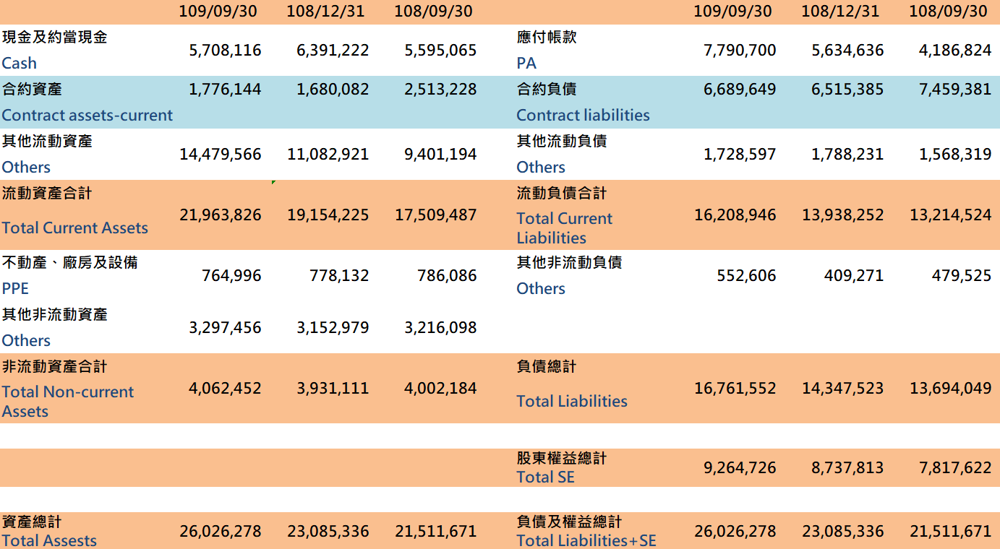 109/09/30 108/12/31 108/09/30 109/09/30 108/12/31 108/09/30
現金及約當現金 應付帳款
5,708,116 6,391,222 5,595,065 7,790,700 5,634,636 4,186,824
Cash PA
合約資產 1,776,144 1,680,082 2,513,228 合約負債 6,689,649 6,515,385 7,459,381
Contract assets-current Contract liabilities
其他流動資產 其他流動負債
14,479,566 11,082,921 9,401,194 1,728,597 1,788,231 1,568,319
Others Others
流動資產合計 流動負債合計
21,963,826 19,154,225 17,509,487 16,208,946 13,938,252 13,214,524
Total Current Assets Total Current
Liabilities
不動產、廠房及設備 其他非流動負債
764,996 778,132 786,086 552,606 409,271 479,525
PPE Others
其他非流動資產
3,297,456 3,152,979 3,216,098
Others
非流動資產合計 負債總計
4,062,452 3,931,111 4,002,184 16,761,552 14,347,523 13,694,049
Total Non-current Total Liabilities
Assets
股東權益總計
9,264,726 8,737,813 7,817,622
Total SE
資產總計 負債及權益總計
26,026,278 23,085,336 21,511,671 26,026,278 23,085,336 21,511,671
Total Assests Total Liabilities+SE